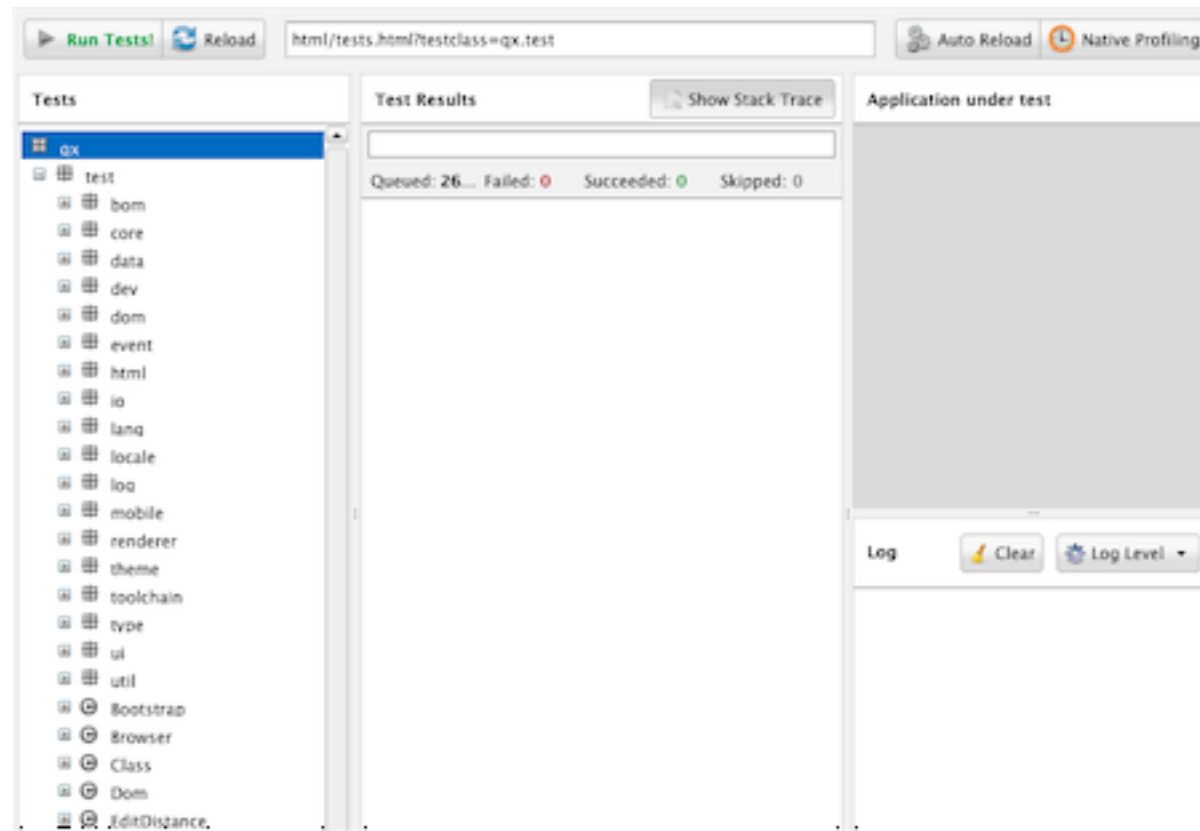 Run Tests! Reload html/tests.html?testclass=qx.test Auto Reload Native Profiling
Tests
qx
test
bom
core
data
dev
dom
event
html
io
lang
locale
log
mobile
renderer
theme
toolchain
type
ui
util
Bootstrap
Browser
Class
Dom
EditDistance
Test Results Show Stack Trace
Queued: 26... Failed: 0 Succeeded: 0 Skipped: 0
Application under test
Log Clear Log Level